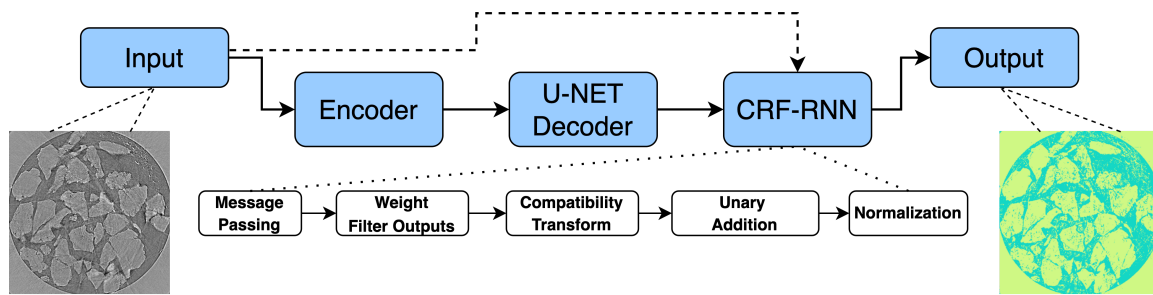 Input
Encoder
U-NET
Decoder
CRF-RNN
Output
Message
Passing
Weight
Filter Outputs
Compatibility
Transform
Unary
Addition
Normalization